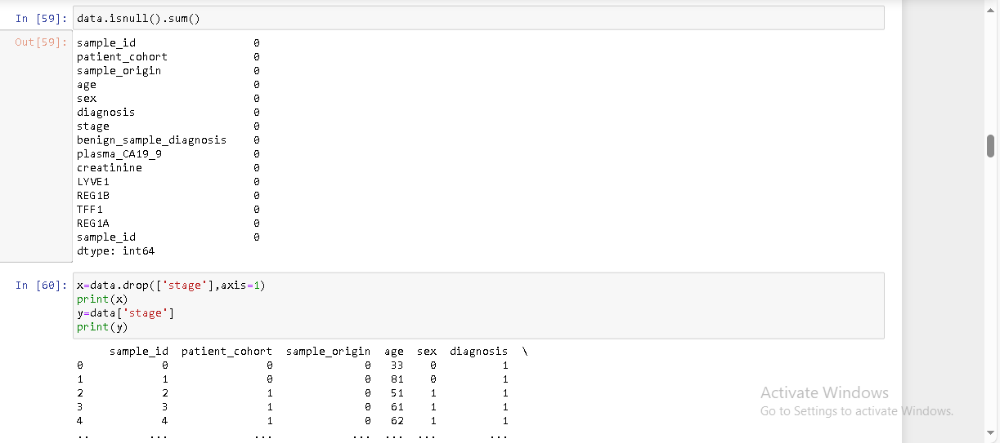 In [59]: data.isnull().sum()
Out[59]: sample_id 0
patient_cohort 0
sample_origin 0
age 0
sex 0
diagnosis 0
stage 0
benign_sample_diagnosis 0
plasma_CA19_9 0
creatinine 0
LYVE1 0
REG1B 0
TFF1 0
REG1A 0
sample_id 0
dtype: int64
In [60]: x=data.drop(['stage'],axis=1)
print(x)
y=data['stage']
print(y)
sample_id patient_cohort sample_origin age sex diagnosis \
0 0 0 0 33 0 1
1 1 0 0 81 0 1
2 2 1 0 51 1 1
3 3 1 0 61 1 1
4 4 1 0 62 1 1
.. ... ... ... ... ... ...
Activate Windows
Go to Settings to activate Windows.